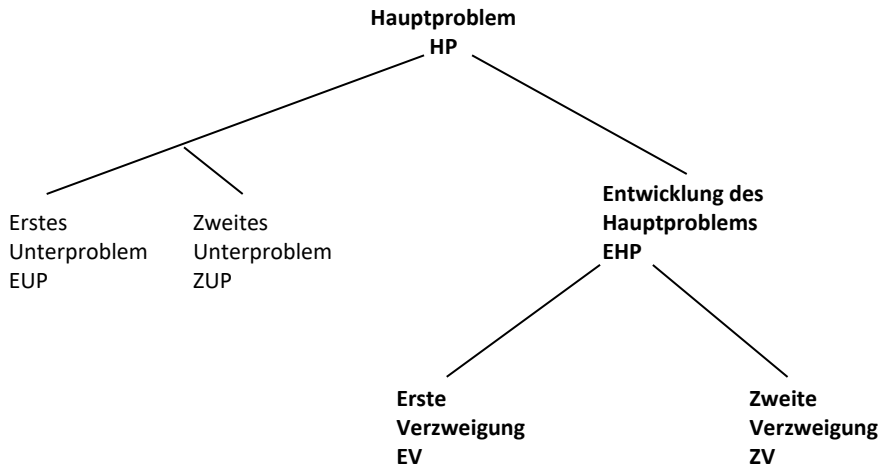 Hauptproblem
HP
Erstes
Unterproblem
EUP
Zweites
Unterproblem
ZUP
Entwicklung des
Hauptproblems
EHP
Erste
Verzweigung
EV
Zweite
Verzweigung
ZV